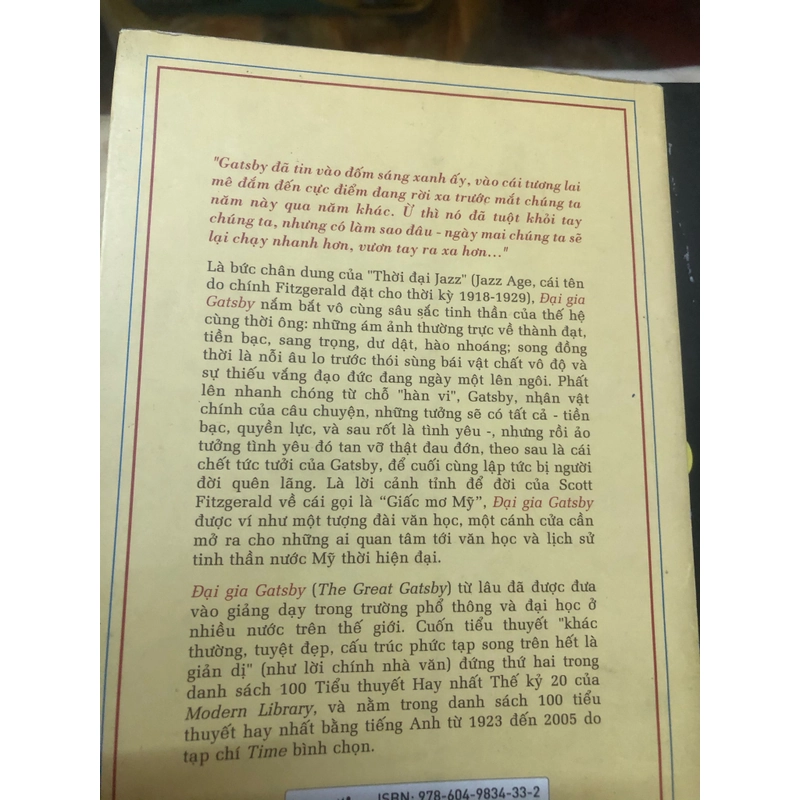 "Gatsby đã tin vào đốm sáng xanh ấy, vào cái tương lai
mê đắm đến cực điểm đang rời xa trước mắt chúng ta
năm này qua năm khác. Ừ thì nó đã tuột khỏi tay
chúng ta, nhưng có làm sao đâu - ngày mai chúng ta sẽ
lại chạy nhanh hơn, vươn tay ra xa hơn..."
Là bức chân dung của "Thời đại Jazz" (Jazz Age, cái tên
do chính Fitzgerald đặt cho thời kỳ 1918-1929), Đại gia
Gatsby nắm bắt vô cùng sâu sắc tinh thần của thế hệ
cùng thời ông: những ám ảnh thường trực về thành đạt,
tiền bạc, sang trọng, dư dật, hào nhoáng; song đồng
thời là nỗi âu lo trước thói sùng bái vật chất vô độ và
sự thiếu vắng đạo đức đang ngày một lên ngôi. Phất
lên nhanh chóng từ chỗ "hàn vi", Gatsby, nhân vật
chính của câu chuyện, những tưởng sẽ có tất cả - tiền
bạc, quyền lực, và sau rốt là tình yêu -, nhưng rồi ảo
tưởng tình yêu đó tan vỡ thật đau đớn, theo sau là cái
chết tức tưởi của Gatsby, để cuối cùng lập tức bị người
đời quên lãng. Là lời cảnh tỉnh để đời của Scott
Fitzgerald về cái gọi là "Giấc mơ Mỹ", Đại gia Gatsby
được ví như một tượng đài văn học, một cánh cửa cần
mở ra cho những ai quan tâm tới văn học và lịch sử
tinh thần nước Mỹ thời hiện đại.
Đại gia Gatsby (The Great Gatsby) từ lâu đã được đưa
vào giảng dạy trong trường phổ thông và đại học ở
nhiều nước trên thế giới. Cuốn tiểu thuyết "khác
thường, tuyệt đẹp, cấu trúc phức tạp song trên hết là
giản dị" (như lời chính nhà văn) đứng thứ hai trong
danh sách 100 Tiểu thuyết Hay nhất Thế kỷ 20 của
Modern Library, và nằm trong danh sách 100 tiểu
thuyết hay nhất bằng tiếng Anh từ 1923 đến 2005 do
tạp chí Time bình chọn.
ISBN: 978-604-9834-33-2